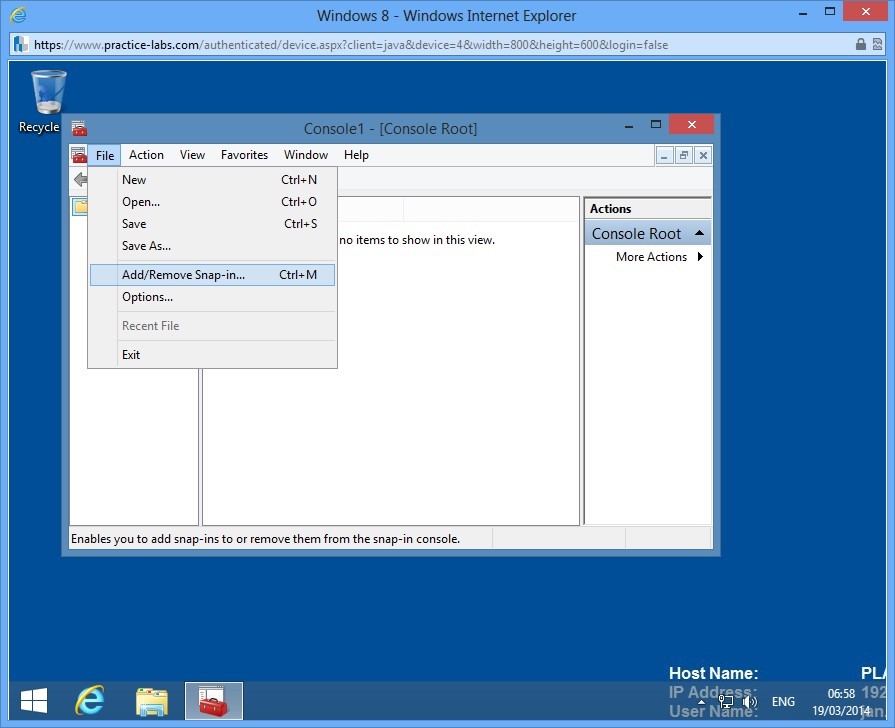 Windows 8 - Windows Internet Explorer
https://www.practice-labs.com/authenticated/device.aspx?client=java&device=4&width=800&height=600&login=false
Recycle
Console1 - [Console Root]
File Action View Favorites Window Help
New Ctrl+N
Open... Ctrl+O
Save Ctrl+S
Save As...
Add/Remove Snap-in... Ctrl+M
Options...
Recent File
Exit
no items to show in this view.
Actions
Console Root
More Actions
Enables you to add snap-ins to or remove them from the snap-in console.
Host Name: PLA
IP Address: 192
User Name: jan
ENG
06:58
19/03/2014